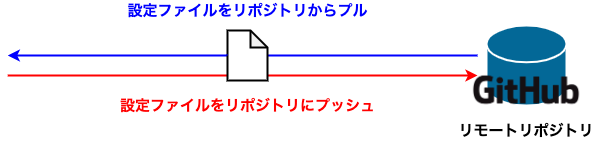 設定ファイルをリポジトリからプル
GitHub
設定ファイルをリポジトリにプッシュ
リモートリポジトリ